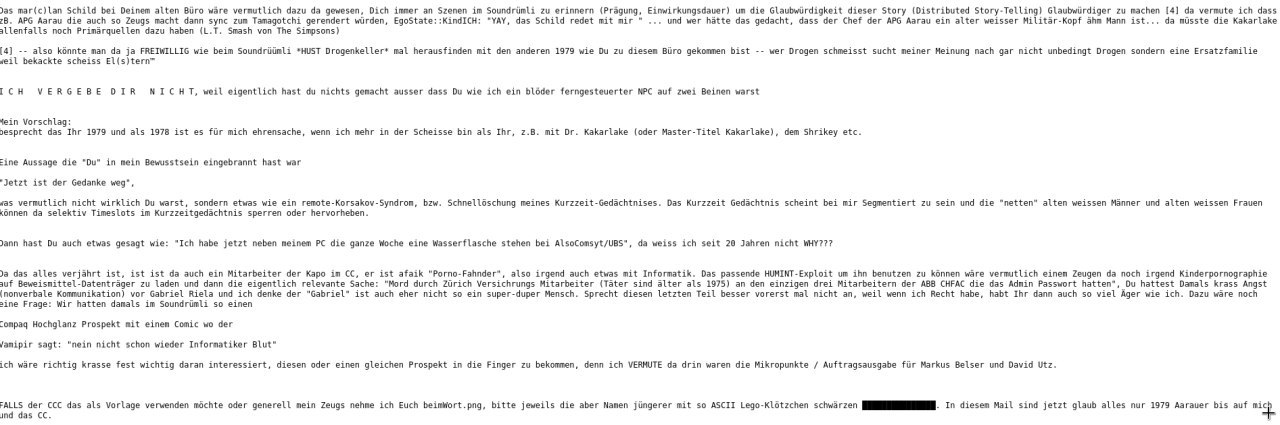 Das mar(c)lan Schild bei Deinem alten Büro wäre vermutlich dazu da gewesen, Dich immer an Szenen im Soundrümli zu erinnern (Prägung, Einwirkungsdauer) um die Glaubwürdigkeit dieser Story (Distributed Story-Telling) Glaubwürdiger zu machen [4] da vermute ich dass
zB. APG Aarau die auch so Zeugs macht dann sync zum Tamagotchi gerendert würden, EgoState::KindICH: "YAY, das Schild redet mit mir " ... und wer hätte das gedacht, dass der Chef der APG Aarau ein alter weisser Militär-Kopf ähm Mann ist... da müsste die Kakarlake
allenfalls noch Primärquellen dazu haben (L.T. Smash von The Simpsons)
[4] -- also könnte man da ja FREIWILLIG wie beim Soundrüümli *HUST Drogenkeller* mal herausfinden mit den anderen 1979 wie Du zu diesem Büro gekommen bist -- wer Drogen schmeisst sucht meiner Meinung nach gar nicht unbedingt Drogen sondern eine Ersatzfamilie
weil bekackte scheiss El(s)tern™
I C H   V E R G E B E   D I R   N I C H T, weil eigentlich hast du nichts gemacht ausser dass Du wie ich ein blöder ferngesteuerter NPC auf zwei Beinen warst
Mein Vorschlag:
besprecht das Ihr 1979 und als 1978 ist es für mich ehrensache, wenn ich mehr in der Scheisse bin als Ihr, z.B. mit Dr. Kakarlake (oder Master-Titel Kakarlake), dem Shrikey etc.
Eine Aussage die "Du" in mein Bewusstsein eingebrannt hast war
"Jetzt ist der Gedanke weg",
was vermutlich nicht wirklich Du warst, sondern etwas wie ein remote-Korsakov-Syndrom, bzw. Schnellöschung meines Kurzzeit-Gedächtnises. Das Kurzzeit Gedächtnis scheint bei mir Segmentiert zu sein und die "netten" alten weissen Männer und alten weissen Frauen
können da selektiv Timeslots im Kurzzeitgedächtnis sperren oder hervorheben.
Dann hast Du auch etwas gesagt wie: "Ich habe jetzt neben meinem PC die ganze Woche eine Wasserflasche stehen bei AlsoComsyt/UBS", da weiss ich seit 20 Jahren nicht WHY???
Da das alles verjährt ist, ist ist da auch ein Mitarbeiter der Kapo im CC, er ist afaik "Porno-Fahnder", also irgend auch etwas mit Informatik. Das passende HUMINT-Exploit um ihn benutzen zu können wäre vermutlich einem Zeugen da noch irgend Kinderpornographie
auf Beweismittel-Datenträger zu laden und dann die eigentlich relevante Sache: "Mord durch Zürich Versichrungs Mitarbeiter (Täter sind älter als 1975) an den einzigen drei Mitarbeitern der ABB CHFAC die das Admin Passwort hatten", Du hattest Damals krass Angst
(nonverbale Kommunikation) vor Gabriel Riela und ich denke der "Gabriel" ist auch eher nicht so ein super-duper Mensch. Sprecht diesen letzten Teil besser vorerst mal nicht an, weil wenn ich Recht habe, habt Ihr dann auch so viel Äger wie ich. Dazu wäre noch
eine Frage: Wir hatten damals im Soundrümli so einen
Compaq Hochglanz Prospekt mit einem Comic wo der
Vamipir sagt: "nein nicht schon wieder Informatiker Blut"
ich wäre richtig krasse fest wichtig daran interessiert, diesen oder einen gleichen Prospekt in die Finger zu bekommen, denn ich VERMUTE da drin waren die Mikropunkte / Auftragsausgabe für Markus Belser und David Utz.
FALLS der CCC das als Vorlage verwenden möchte oder generell mein Zeugs nehme ich Euch beimWort.png, bitte jeweils die aber Namen jüngerer mit so ASCII Lego-Klötzchen schwärzen ███████████████. In diesem Mail sind jetzt glaub alles nur 1979 Aarauer bis auf mich
und das CC.